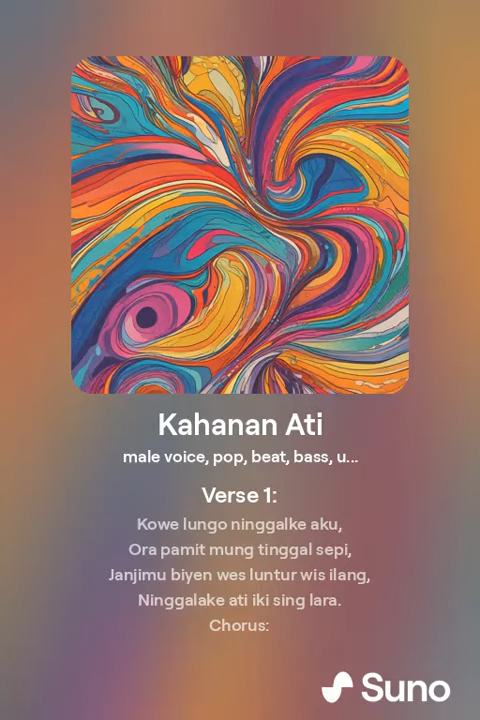 Kahanan Ati
male voice, pop, beat, bass, u...
Verse 1:
Kowe lungo ninggalke aku,
Ora pamit mung tinggal sepi,
Janjimu biyen wes luntur wis ilang,
Ninggalake ati iki sing lara.
Chorus:
Suno